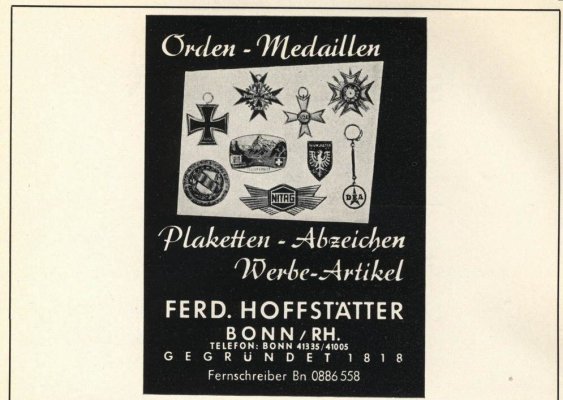 Orden - Medaillen
NITAG
DEA
Plaketten - Abzeichen
Werbe-Artikel
FERD. HOFFSTÄTTER
BONN/RH.
TELEFON: BONN 41335/41005
GEGRÜNDET 1818
Fernschreiber Bn 0886 558